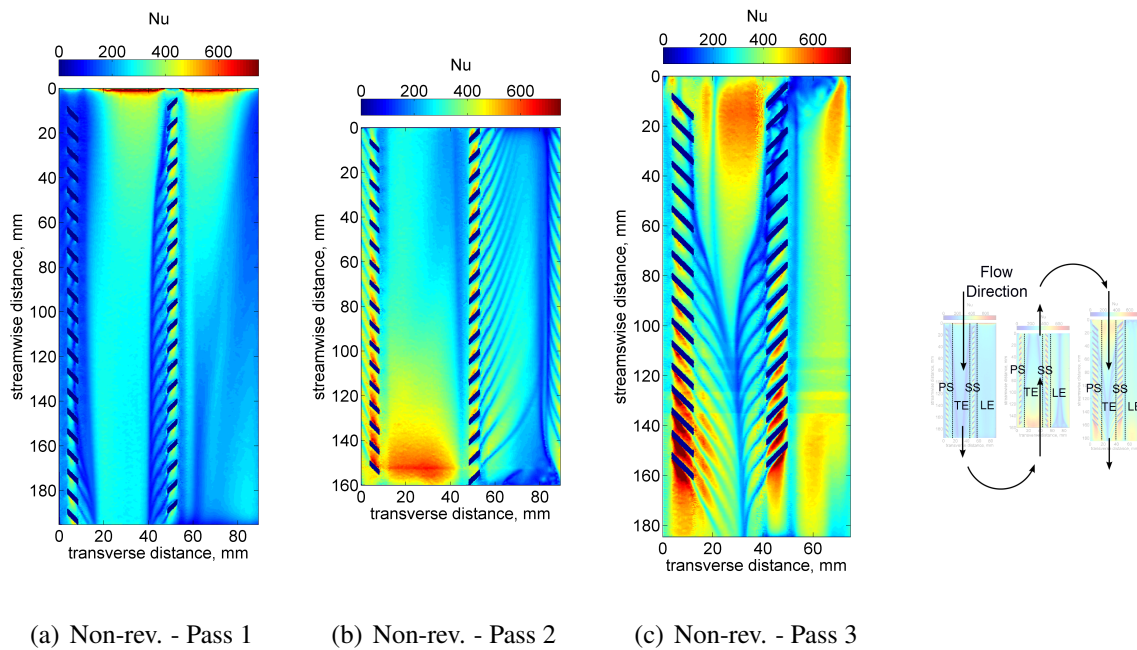 Nu
0 200 400 600
0
20
40
60
80
100
120
140
160
180
streamwise distance, mm
0 20 40 60 80
transverse distance, mm
Nu
0 200 400 600
0
20
40
60
80
100
120
140
160
streamwise distance, mm
0 20 40 60 80
transverse distance, mm
Nu
0 200 400 600
0
20
40
60
80
100
120
140
160
180
streamswise distance, mm
0 20 40 60
transverse distance, mm
Flow
Direction
PS SS
TE LE
PS SS
TE LE
PS SS
TE LE
(a) Non-rev. - Pass 1
(b) Non-rev. - Pass 2
(c) Non-rev. - Pass 3